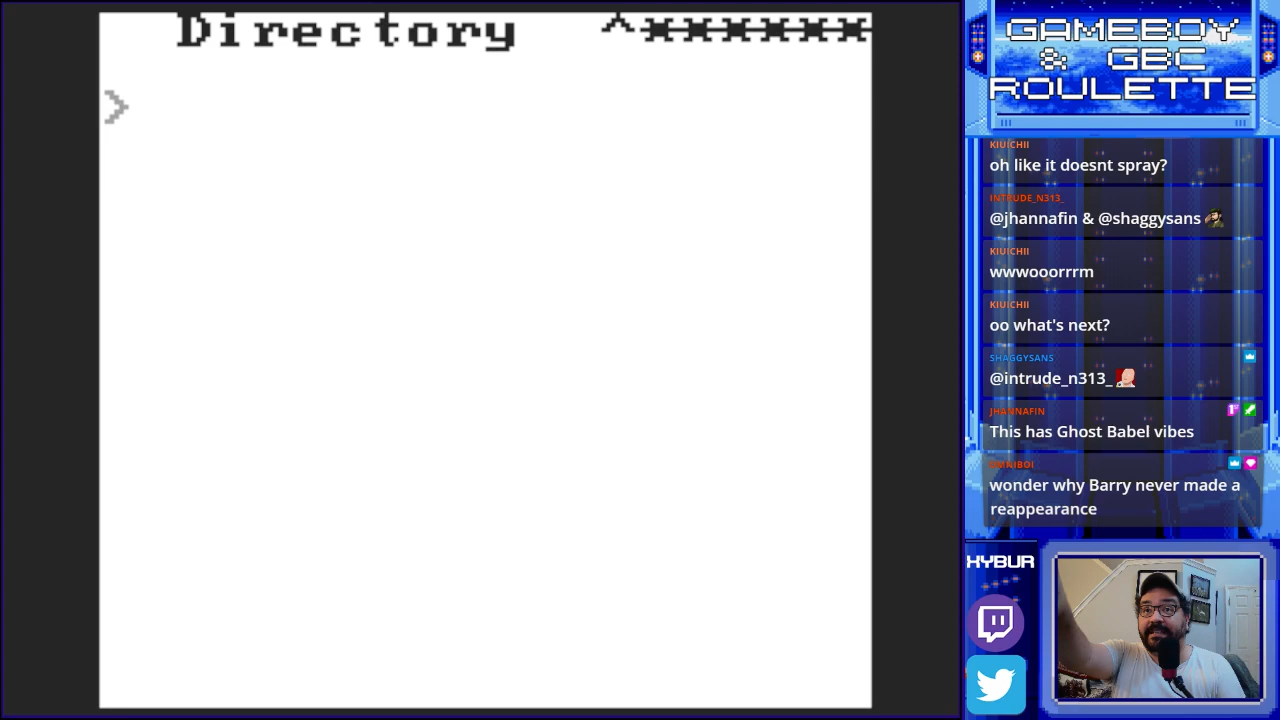 Directory ^******
>
GAMEBOY
& GBC
ROULETTE
KIUICHII
oh like it doesnt spray?
INTRUDE_N313_
@jhannafin & @shaggysans
KIUICHII
wwwooorrrm
KIUICHII
oo what's next?
SHAGGYSANS
@intrude_n313_
JHANNAFIN
This has Ghost Babel vibes
wonder why Barry never made a
reappearance
HYBUR